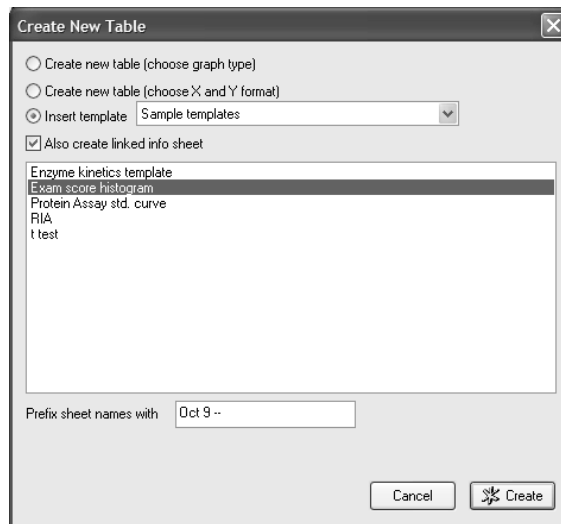 Create New Table
Create new table (choose graph type)
Create new table (choose X and Y format)
Insert template Sample templates
Also create linked info sheet
Enzyme kinetics template
Exam score histogram
Protein Assay std. curve
RIA
t test
Prefix sheet names with Oct 9 --
Cancel Create